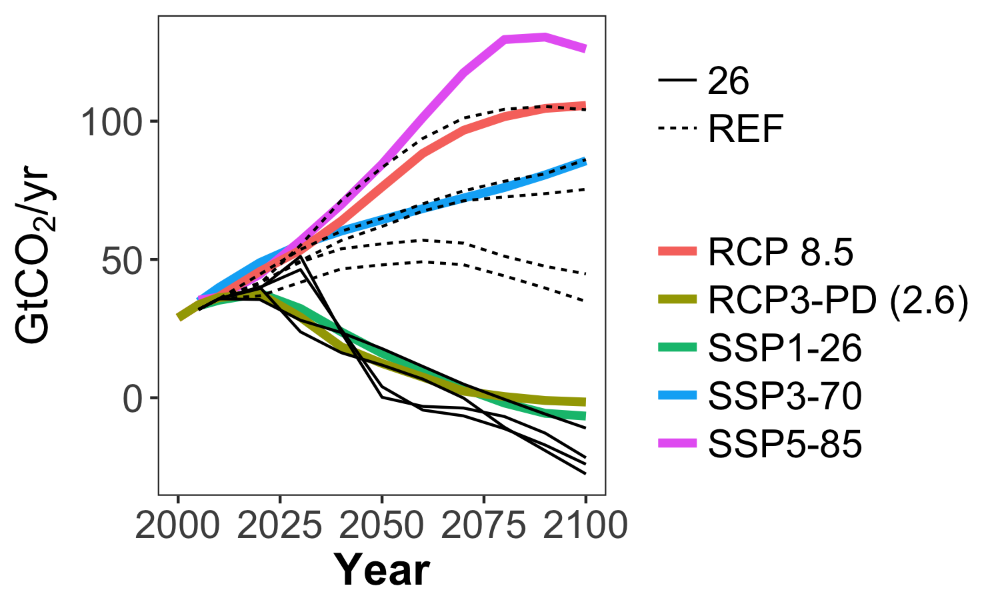 GtCO₂/yr
100
50
0
2000 2025 2050 2075 2100
Year
26
REF
RCP 8.5
RCP3-PD (2.6)
SSP1-26
SSP3-70
SSP5-85